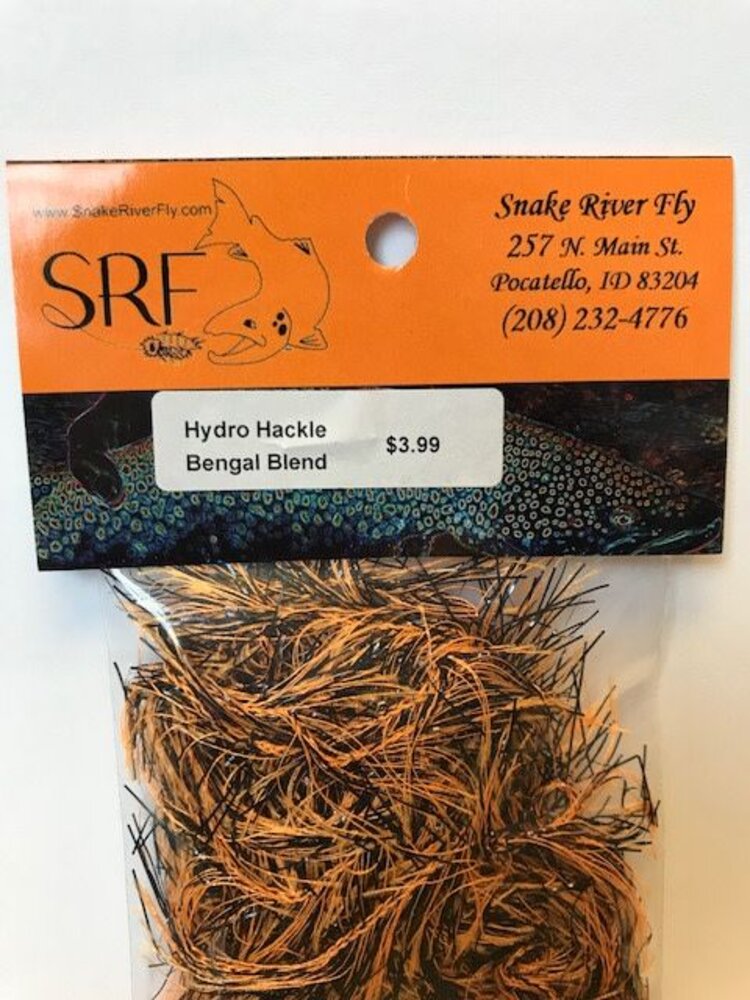 www.SnakeRiverFly.com
SRF
Snake River Fly
257 N. Main St.
Pocatello, ID 83204
(208) 232-4776
Hydro Hackle
Bengal Blend
$3.99